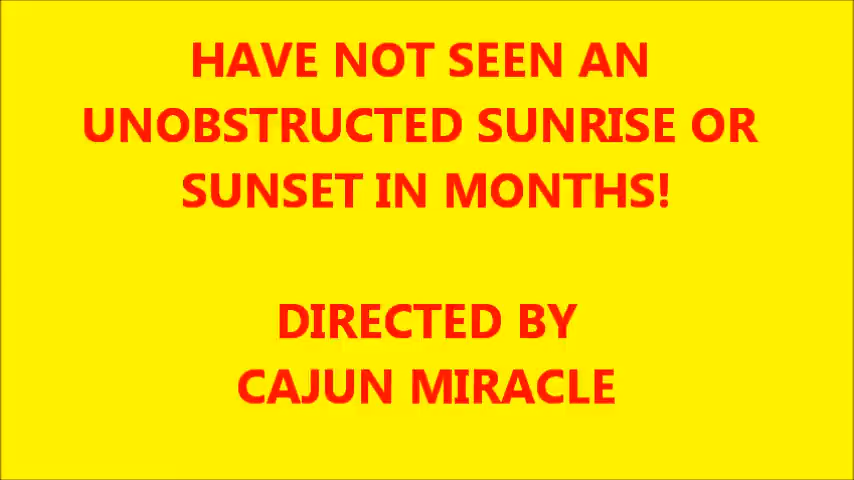 HAVE NOT SEEN AN
UNOBSTRUCTED SUNRISE OR
SUNSET IN MONTHS!
DIRECTED BY
CAJUN MIRACLE